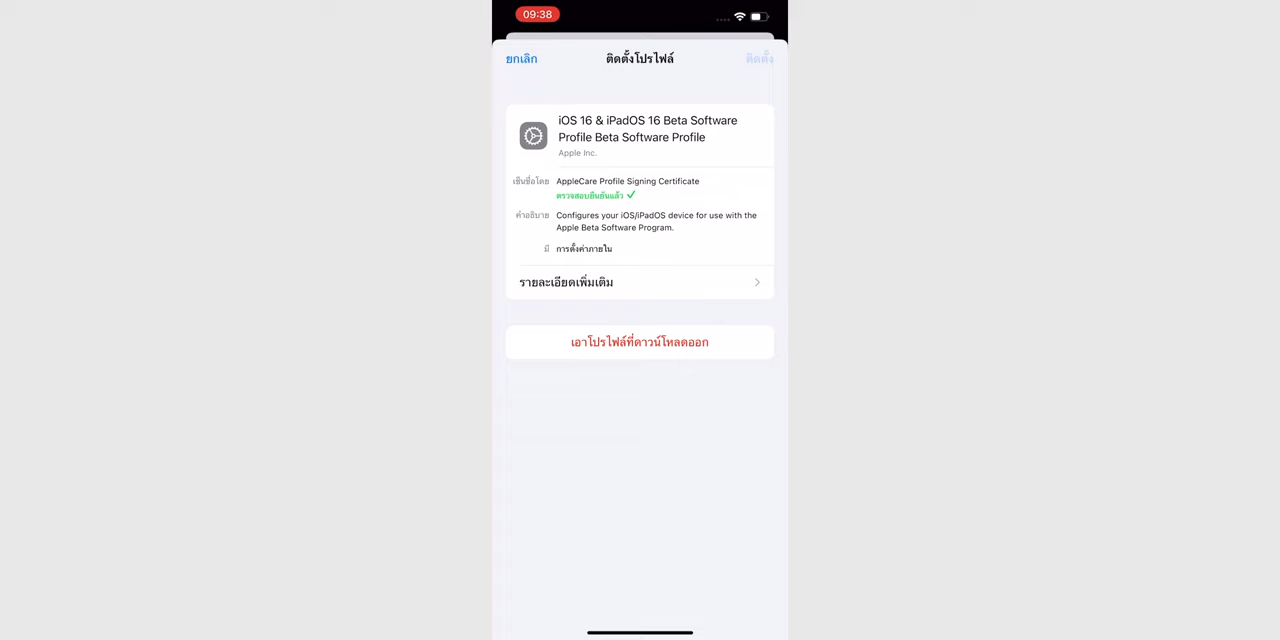 09:38
ยกเลิก ติดตั้งโปรไฟล์ ติดตั้ง
iOS 16 & iPadOS 16 Beta Software
Profile Beta Software Profile
Apple Inc.
เซ็นชื่อโดย AppleCare Profile Signing Certificate
ตรวจสอบยืนยันแล้ว ✓
คำอธิบาย Configures your iOS/iPadOS device for use with the
Apple Beta Software Program.
มี การตั้งค่าภายใน
รายละเอียดเพิ่มเติม
เอาโปรไฟล์ที่ดาวน์โหลดออก